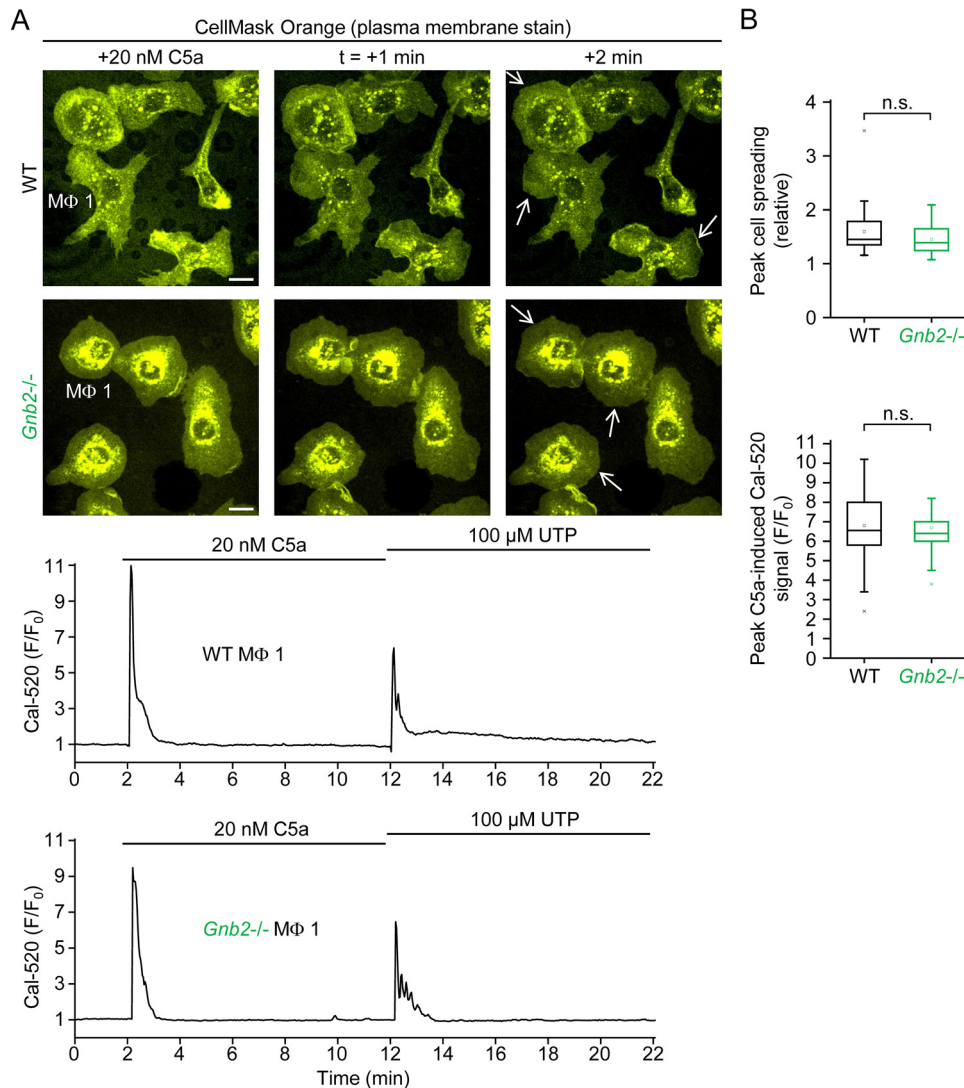 A
CellMask Orange (plasma membrane stain)
+20 nM C5a
t = +1 min
+2 min
WT
MΦ 1
Gnb2-/-
MΦ 1
20 nM C5a
100 µM UTP
Cal-520 (F/F0)
11
9
7
5
3
1
WT MΦ 1
0
2
4
6
8
10
12
14
16
18
20
22
20 nM C5a
100 µM UTP
Cal-520 (F/F0)
11
9
7
5
3
1
Gnb2-/- MΦ 1
0
2
4
6
8
10
12
14
16
18
20
22
Time (min)
B
n.s.
Peak cell spreading
(relative)
4
3
2
1
0
WT
Gnb2-/-
n.s.
Peak C5a-induced Cal-520
signal (F/F0)
11
10
9
8
7
6
5
4
3
2
1
0
WT
Gnb2-/-